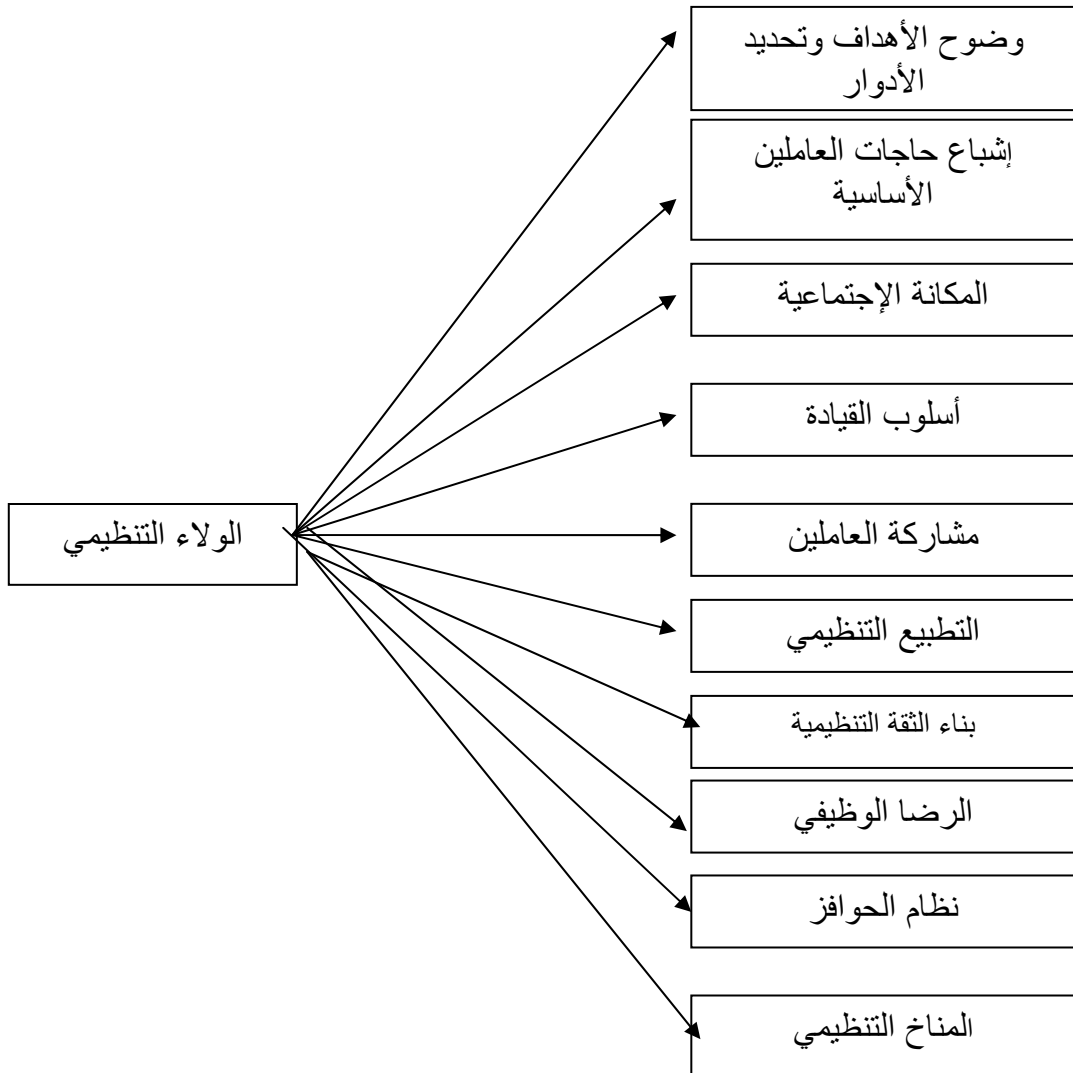 وضوح الأهداف وتحديد
الأدوار
إشباع حاجات العاملين
الأساسية
المكانة الإجتماعية
أسلوب القيادة
مشاركة العاملين
الولاء التنظيمي
التطبيع التنظيمي
بناء الثقة التنظيمية
الرضا الوظيفي
نظام الحوافز
المناخ التنظيمي